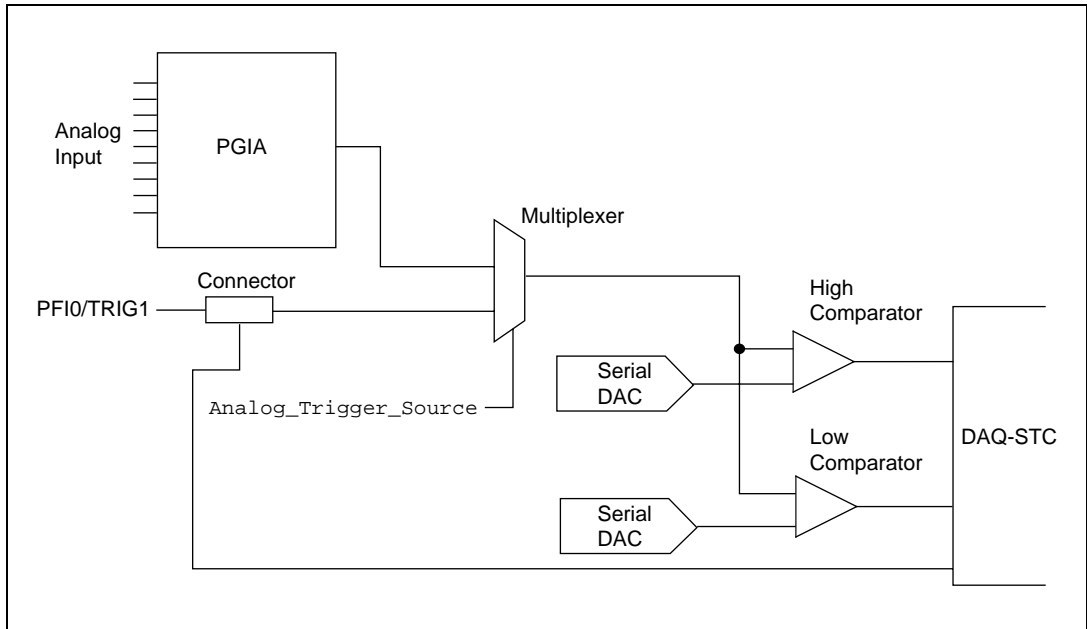 Analog
Input
PGIA
Multiplexer
Connector
PFI0/TRIG1
High
Comparator
Serial
DAC
Analog_Trigger_Source
Low
Comparator
DAQ-STC
Serial
DAC